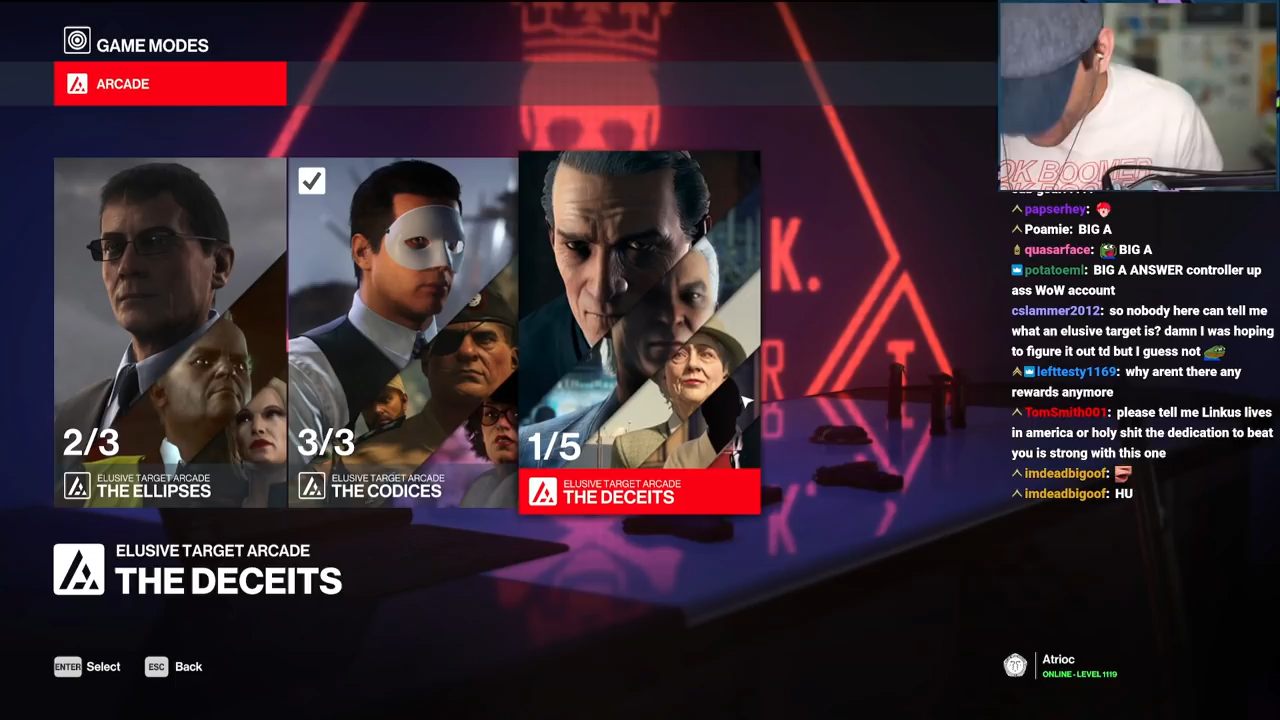 GAME MODES
ARCADE
K.
R
T
2/3
ELUSIVE TARGET ARCADE
THE ELLIPSES
3/3
ELUSIVE TARGET ARCADE
THE CODICES
1/5
ELUSIVE TARGET ARCADE
THE DECEITS
ELUSIVE TARGET ARCADE
THE DECEITS
ENTER Select
ESC Back
OK BOOMER
papserhey:
Poamie: BIG A
quasarface: BIG A
potatoeml: BIG A ANSWER controller up
ass WoW account
cslammer2012: so nobody here can tell me
what an elusive target is? damn I was hoping
to figure it out td but I guess not
lefttesty1169: why arent there any
rewards anymore
TomSmith001: please tell me Linkus lives
in america or holy shit the dedication to beat
you is strong with this one
imdeadbigoof:
imdeadbigoof: HU
Atrioc
ONLINE - LEVEL 1119